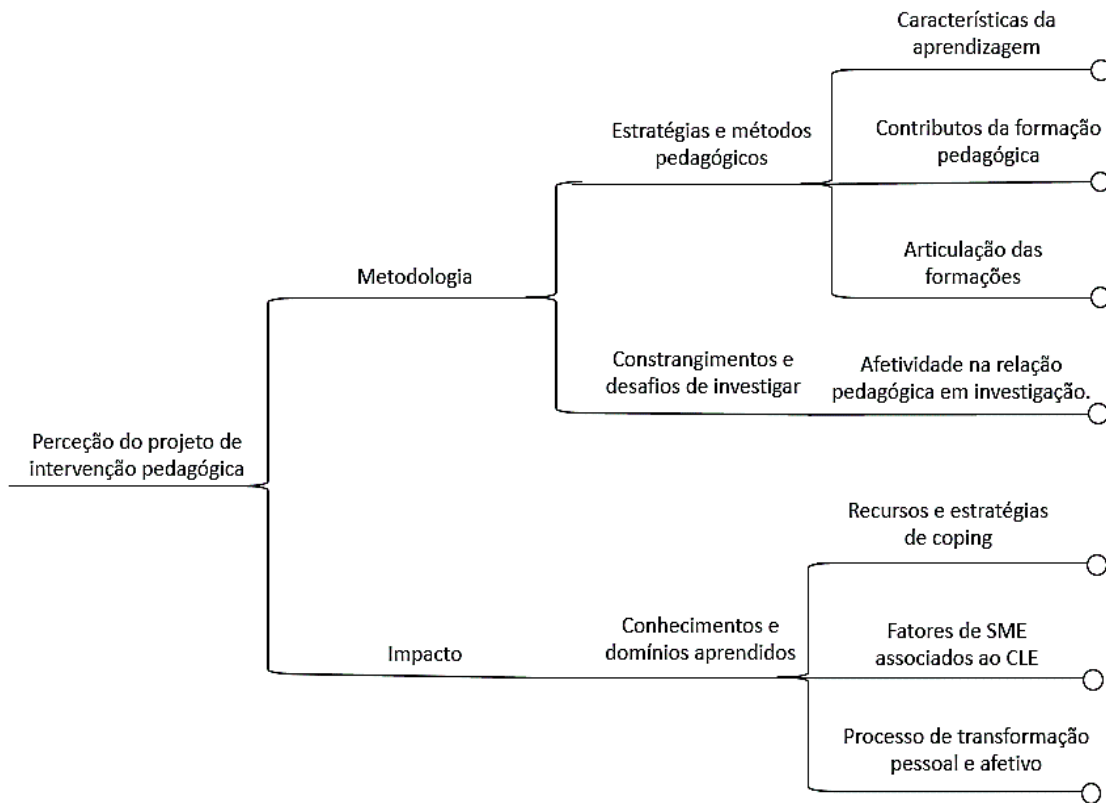 Características da
aprendizagem
Estratégias e métodos
pedagógicos
Contributos da formação
pedagógica
Articulação das
formações
Metodologia
Constrangimentos e
desafios de investigar
Afetividade na relação
pedagógica em investigação.
Perceção do projeto de
intervenção pedagógica
Recursos e estratégias
de coping
Conhecimentos e
domínios aprendidos
Impacto
Fatores de SME
associados ao CLE
Processo de transformação
pessoal e afetivo